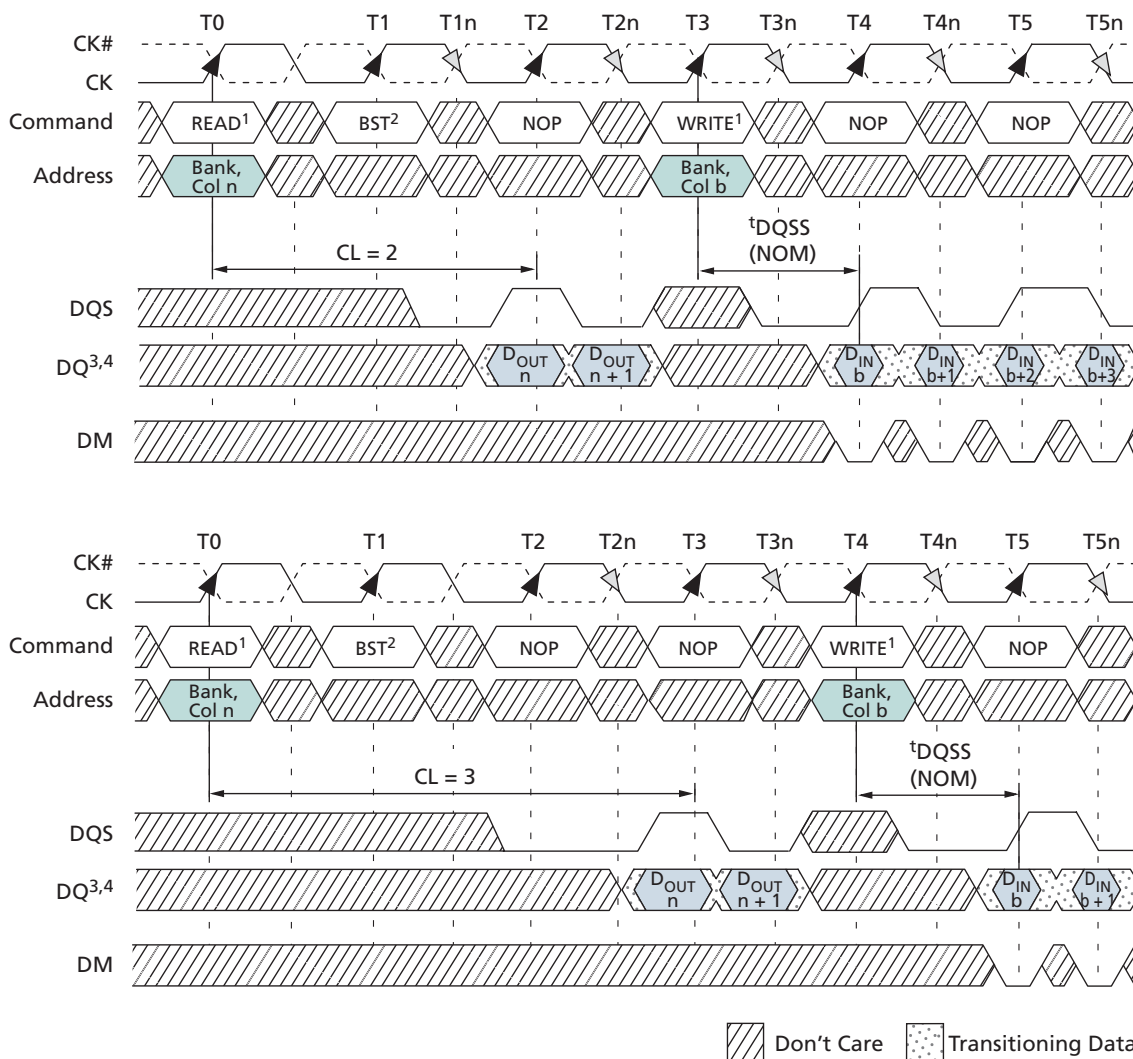 T0 T1 T1n T2 T2n T3 T3n T4 T4n T5 T5n
CK#
CK
Command READ¹ BST² NOP WRITE¹ NOP NOP
Address Bank, Col n Bank, Col b
CL = 2 ᵗDQSS (NOM)
DQS
DQ³,⁴ DOUT n DOUT n + 1 DIN b DIN b+1 DIN b+2 DIN b+3
DM
T0 T1 T2 T2n T3 T3n T4 T4n T5 T5n
CK#
CK
Command READ¹ BST² NOP NOP WRITE¹ NOP
Address Bank, Col n Bank, Col b
CL = 3 ᵗDQSS (NOM)
DQS
DQ³,⁴ DOUT n DOUT n + 1 DIN b DIN b + 1
DM
Don't Care Transitioning Data